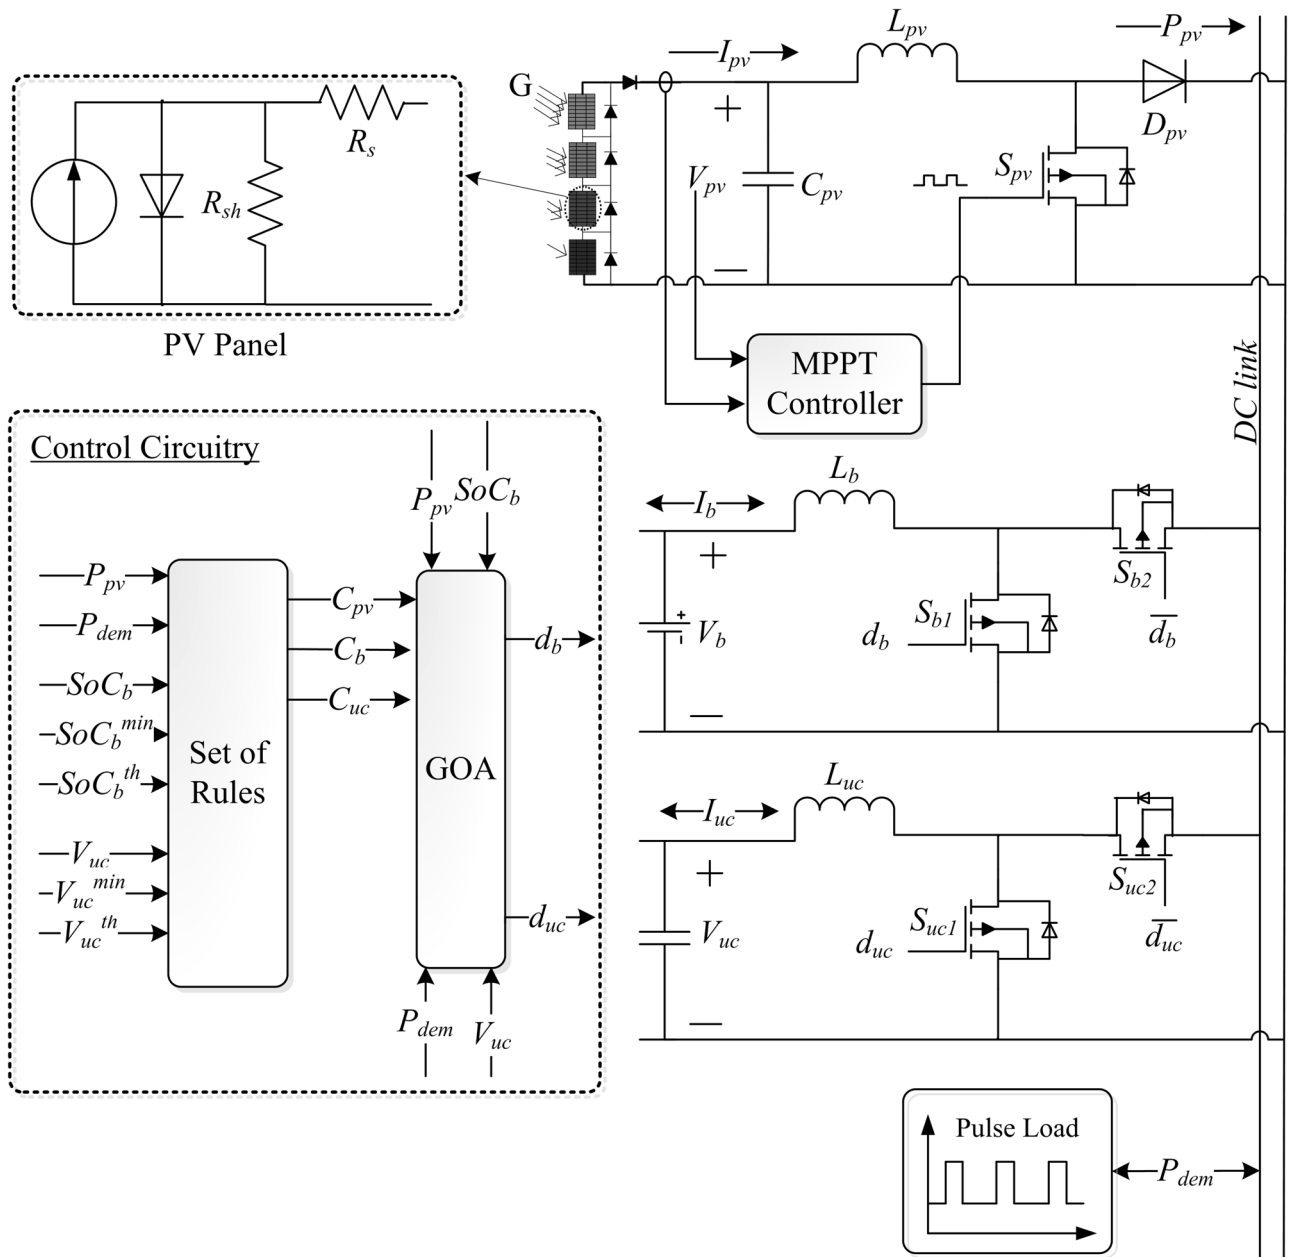 L_pv
P_pv
I_pv
G
D_pv
R_s
S_pv
+
V_pv
C_pv
R_sh
−
PV Panel
MPPT
Controller
DC link
Control Circuitry
P_pv
SoC_b
P_pv
P_dem
SoC_b
SoC_b^min
SoC_b^th
V_uc
V_uc^min
V_uc^th
Set of
Rules
C_pv
C_b
C_uc
GOA
d_b
d_uc
P_dem
V_uc
L_b
I_b
+
S_b2
S_b1
V_b
d_b
d̅_b
−
L_uc
I_uc
+
S_uc2
S_uc1
V_uc
d_uc
d̅_uc
−
Pulse Load
P_dem